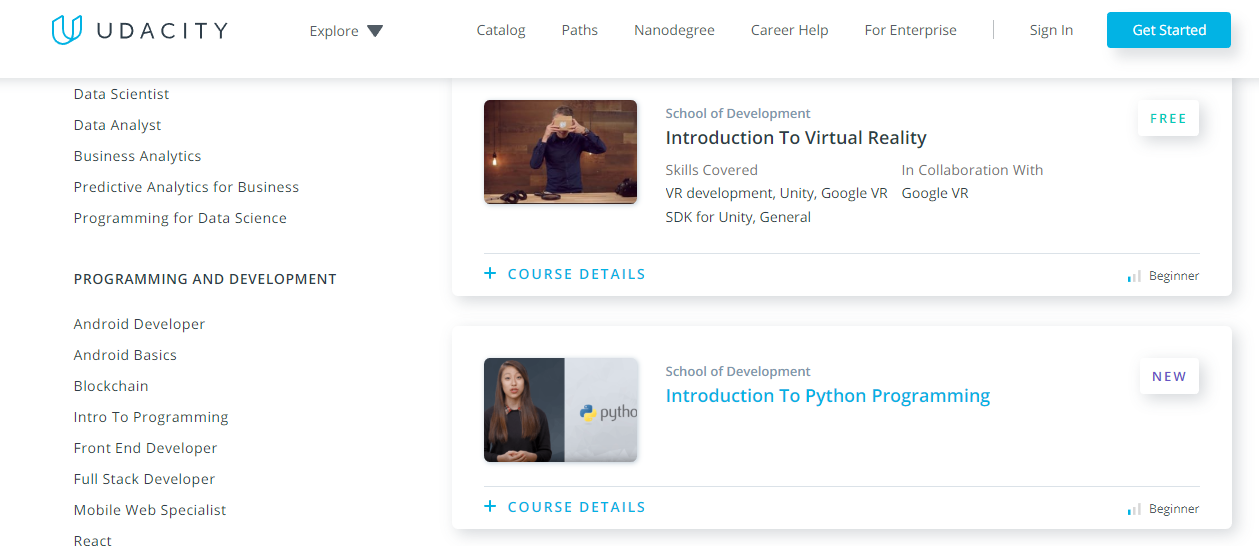 UDACITY
Explore
Catalog
Paths
Nanodegree
Career Help
For Enterprise
Sign In
Get Started
Data Scientist
Data Analyst
Business Analytics
Predictive Analytics for Business
Programming for Data Science
PROGRAMMING AND DEVELOPMENT
Android Developer
Android Basics
Blockchain
Intro To Programming
Front End Developer
Full Stack Developer
Mobile Web Specialist
React
School of Development
FREE
Introduction To Virtual Reality
Skills Covered
VR development, Unity, Google VR
SDK for Unity, General
In Collaboration With
Google VR
+ COURSE DETAILS
Beginner
pytho
School of Development
NEW
Introduction To Python Programming
+ COURSE DETAILS
Beginner